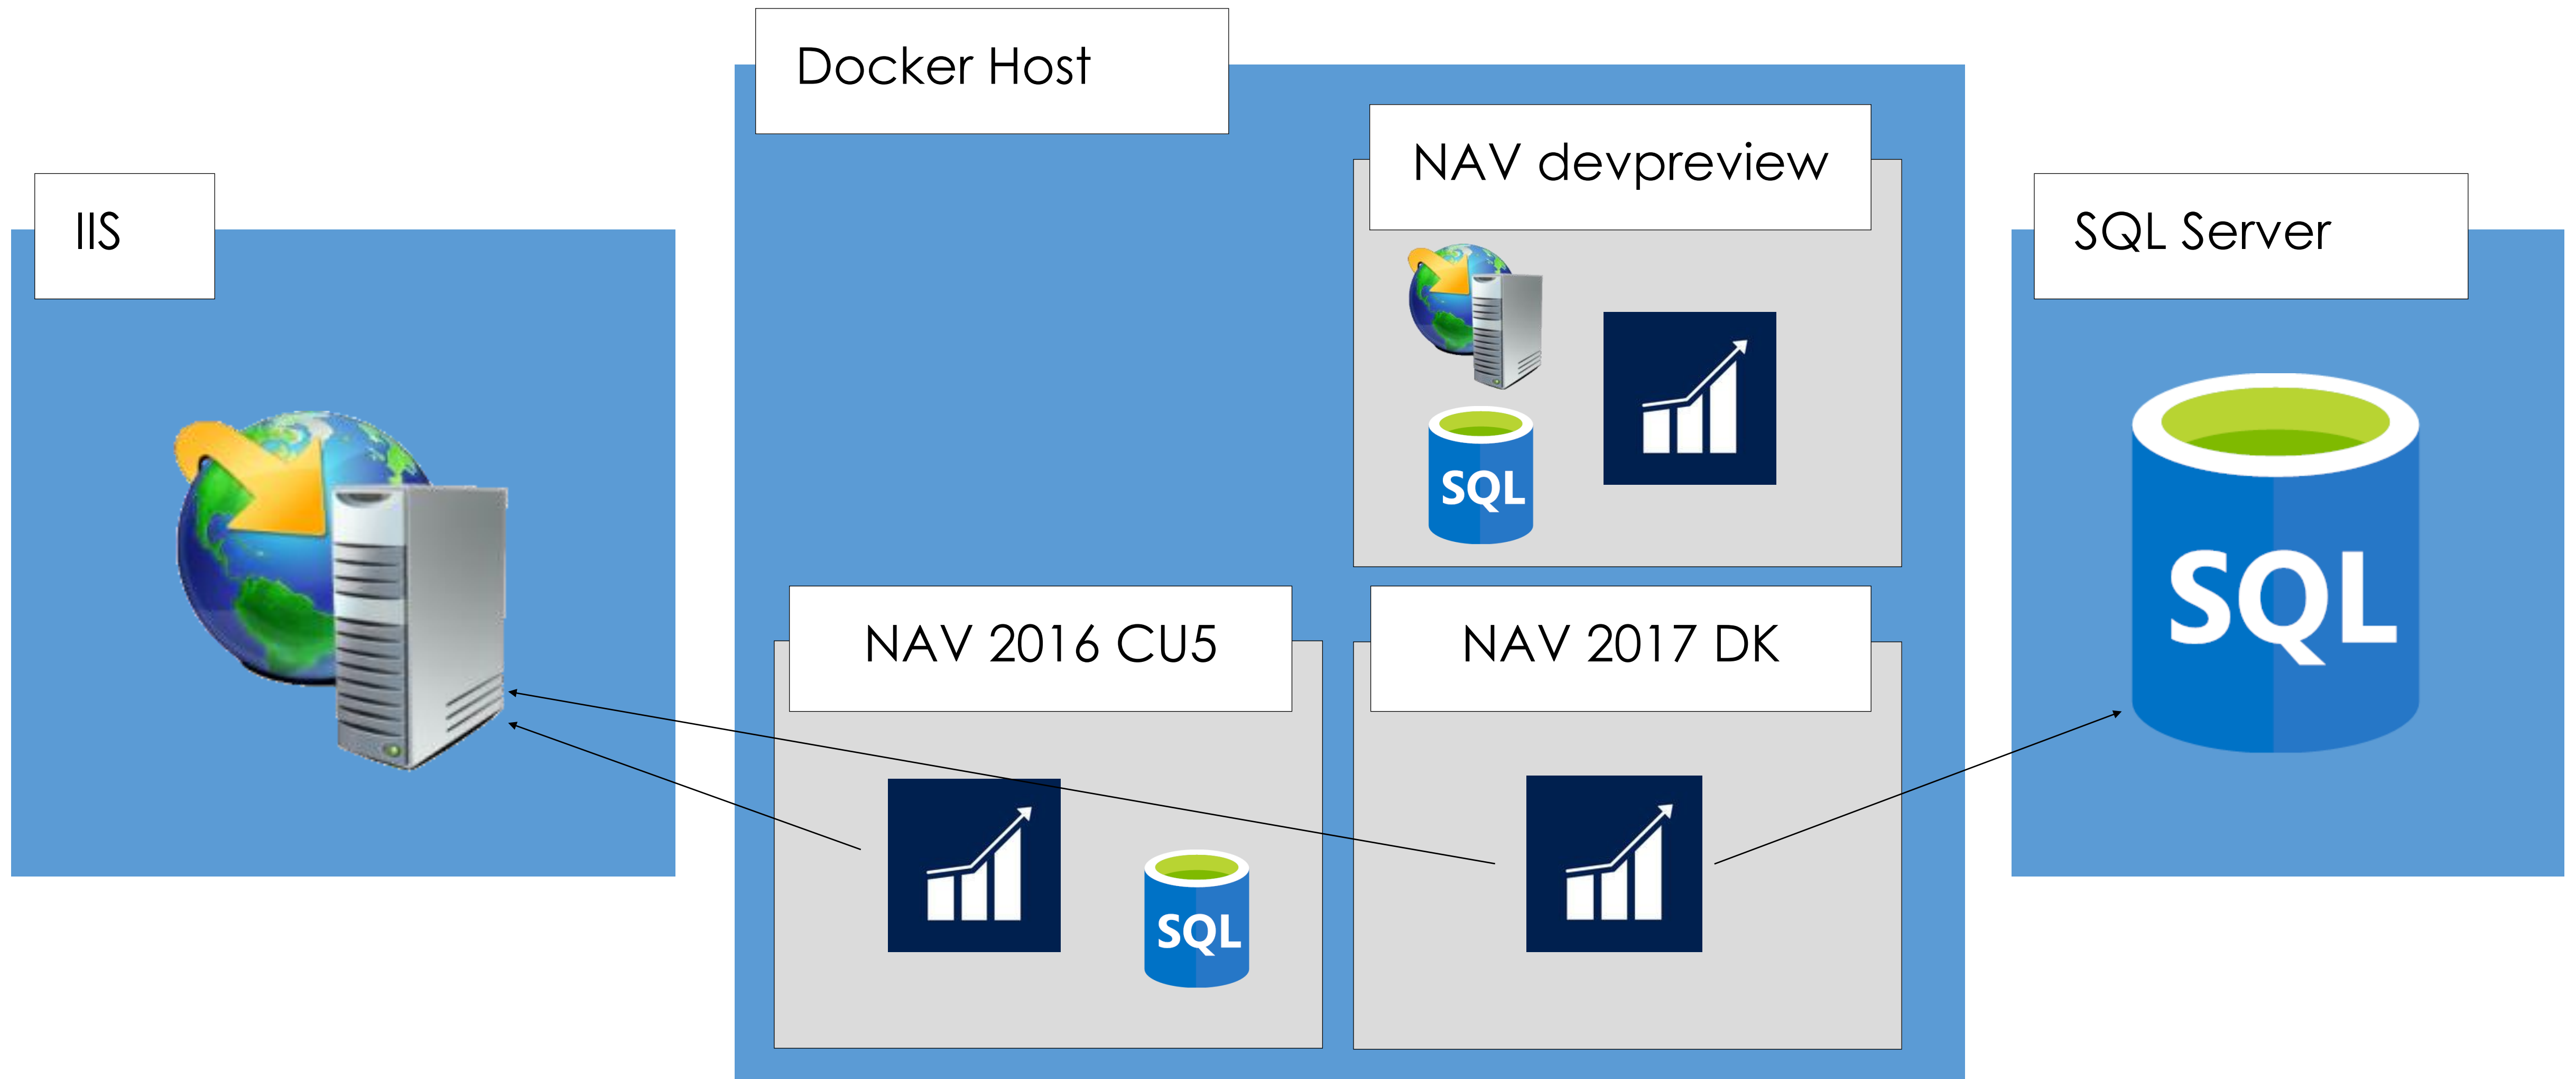 Docker Host
NAV devpreview
IIS
SQL Server
SQL
SQL
NAV 2016 CU5
NAV 2017 DK
SQL